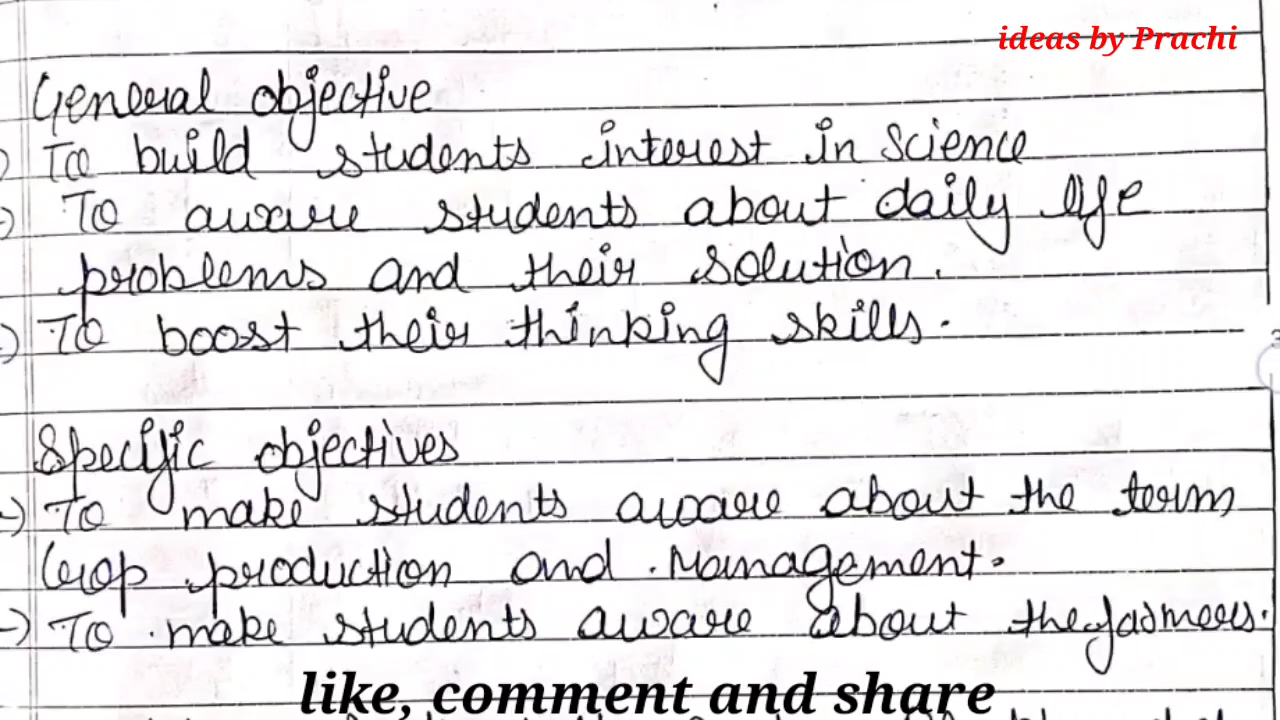 ideas by Prachi
General objective
To build students interest in Science
To aware students about daily life
problems and their solution.
To boost their thinking skills.
Specific objectives
To make students aware about the term
Crop production and Management.
To make students aware about the farmers.
like, comment and share